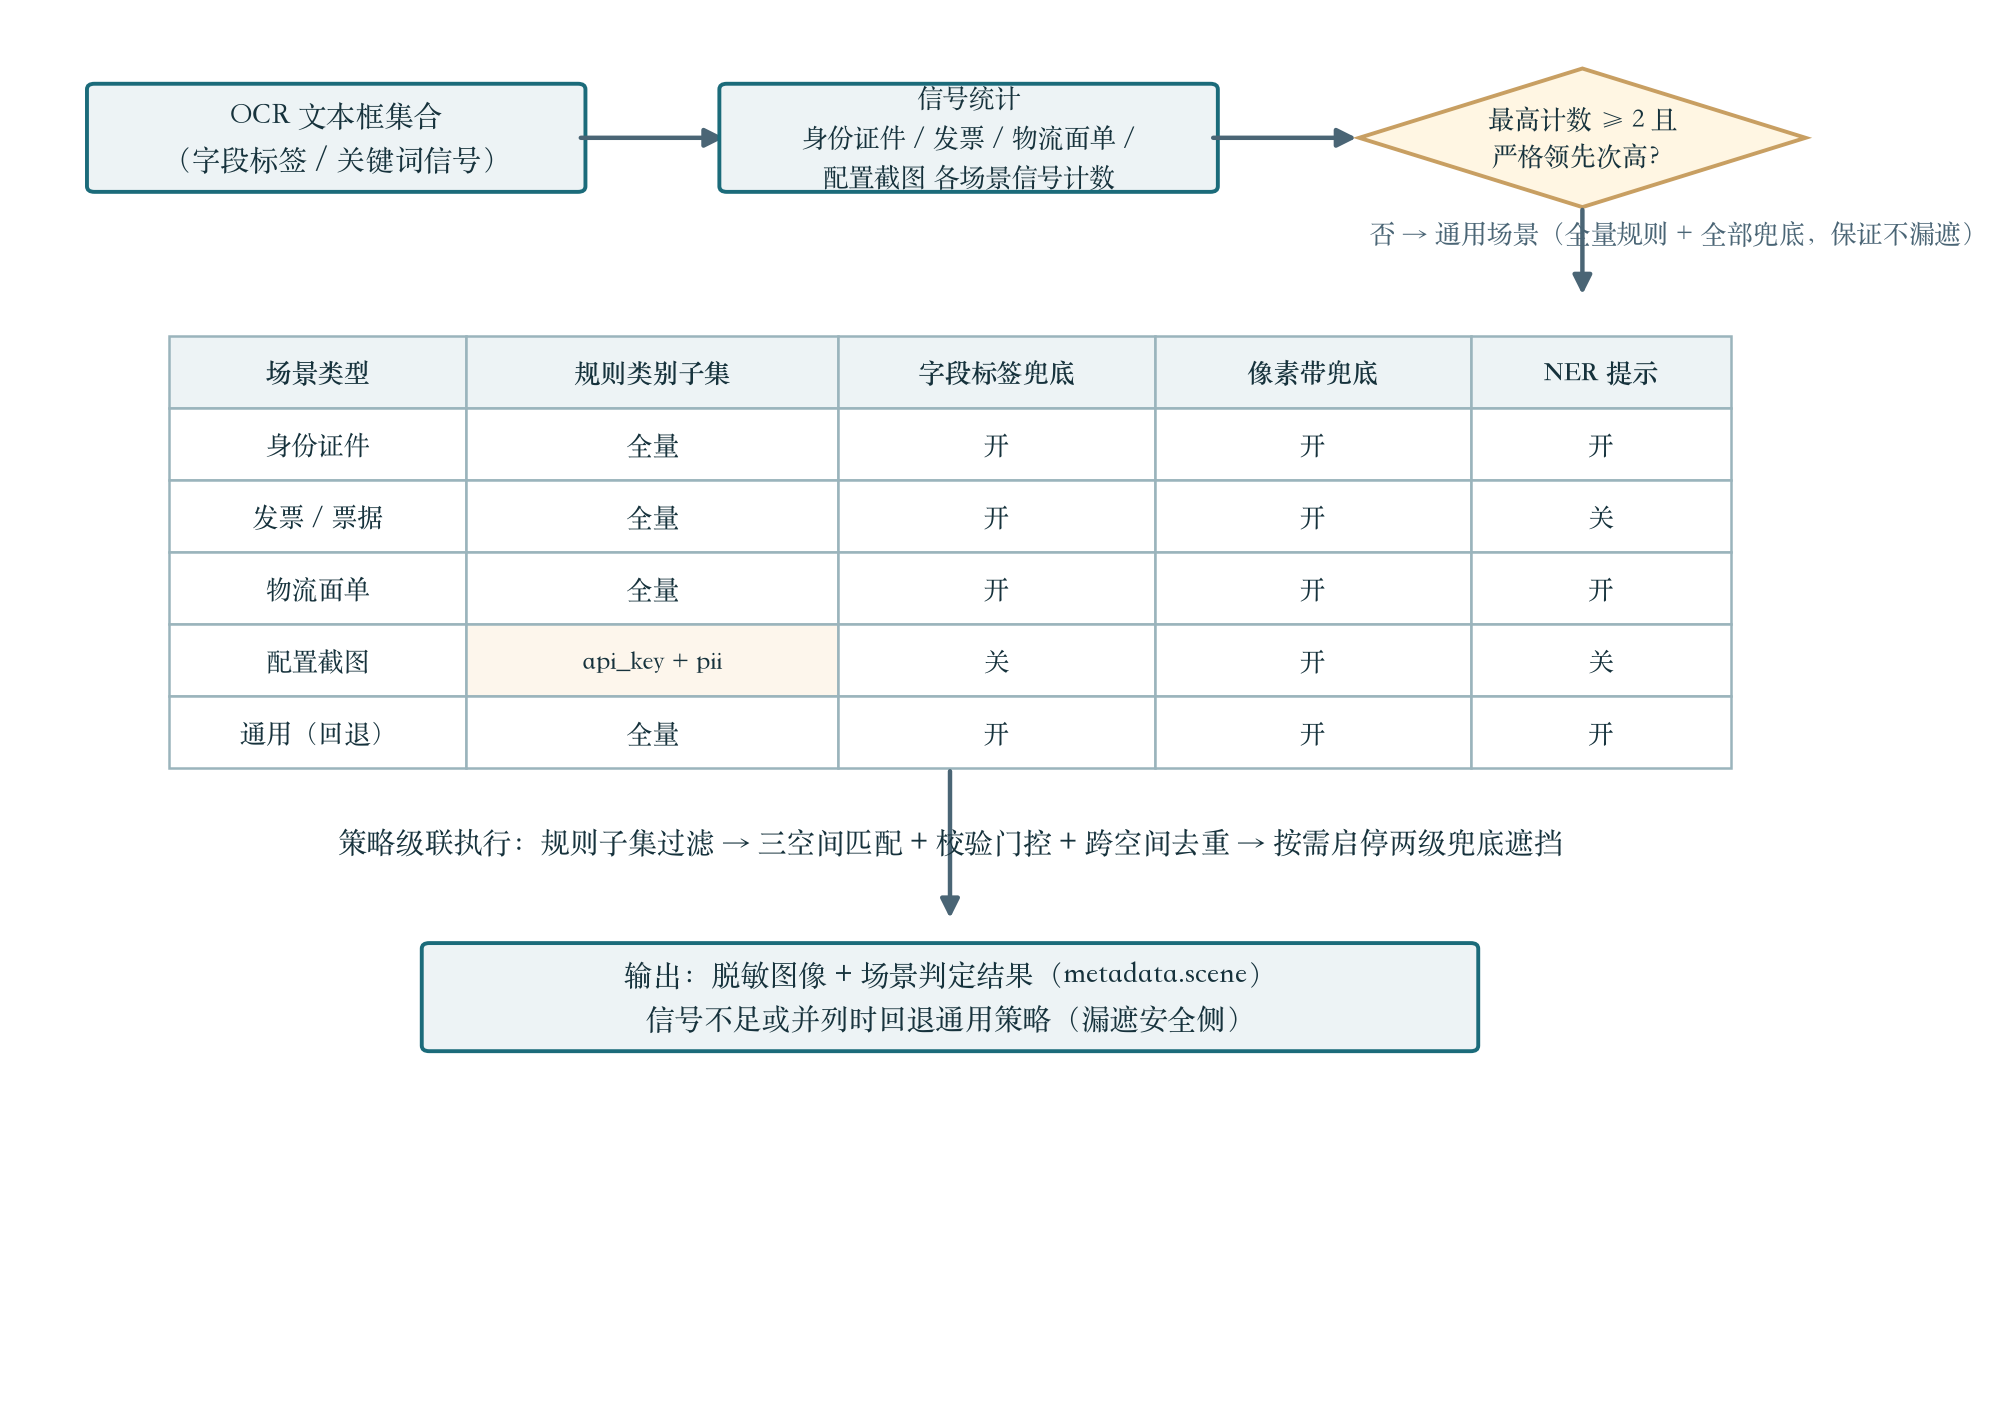 OCR 文本框集合
（字段标签 / 关键词信号）
信号统计
身份证件 / 发票 / 物流面单 /
配置截图 各场景信号计数
最高计数 ⩾ 2 且
严格领先次高?
否 → 通用场景（全量规则 + 全部兜底，保证不漏遮）
场景类型 规则类别子集 字段标签兜底 像素带兜底 NER 提示
身份证件 全量 开 开 开
发票 / 票据 全量 开 开 关
物流面单 全量 开 开 开
配置截图 api_key + pii 关 开 关
通用（回退） 全量 开 开 开
策略级联执行：规则子集过滤 → 三空间匹配 + 校验门控 + 跨空间去重 → 按需启停两级兜底遮挡
输出：脱敏图像 + 场景判定结果（metadata.scene）
信号不足或并列时回退通用策略（漏遮安全侧）